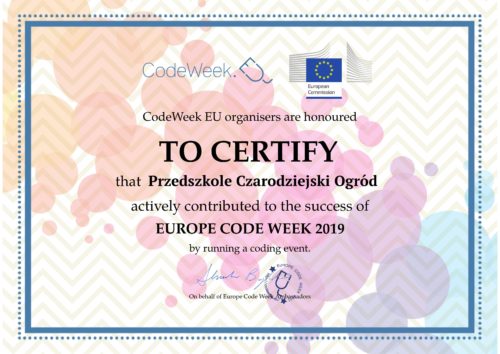 CodeWeek.
European
Commission
CodeWeek EU organisers are honoured
TO CERTIFY
that Przedszkole Czarodziejski Ogród
actively contributed to the success of
EUROPE CODE WEEK 2019
by running a coding event.
On behalf of Europe Code Week Ambassadors